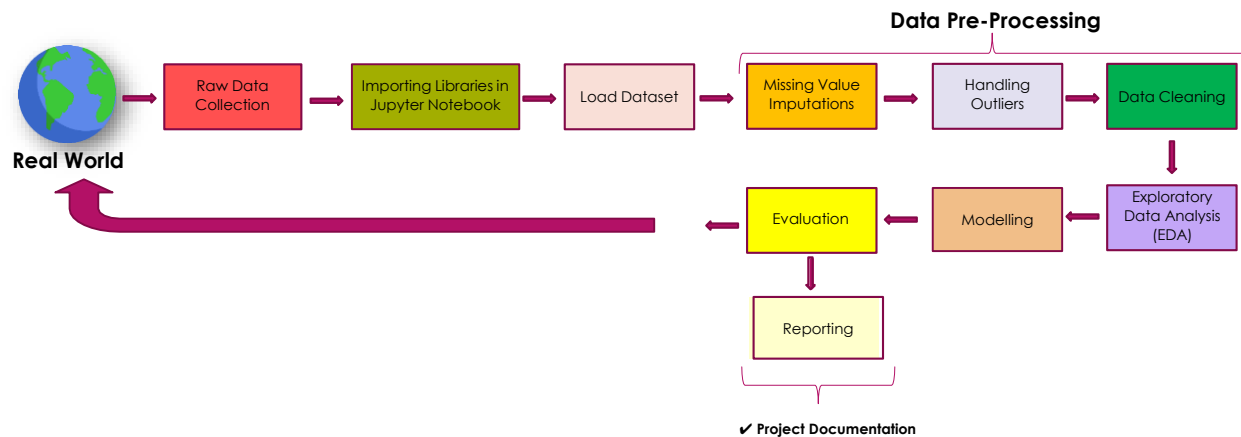 Data Pre-Processing
Raw Data
Collection
Importing Libraries in
Jupyter Notebook
Load Dataset
Missing Value
Imputations
Handling
Outliers
Data Cleaning
Real World
Exploratory
Data Analysis
(EDA)
Modelling
Evaluation
Reporting
✔ Project Documentation